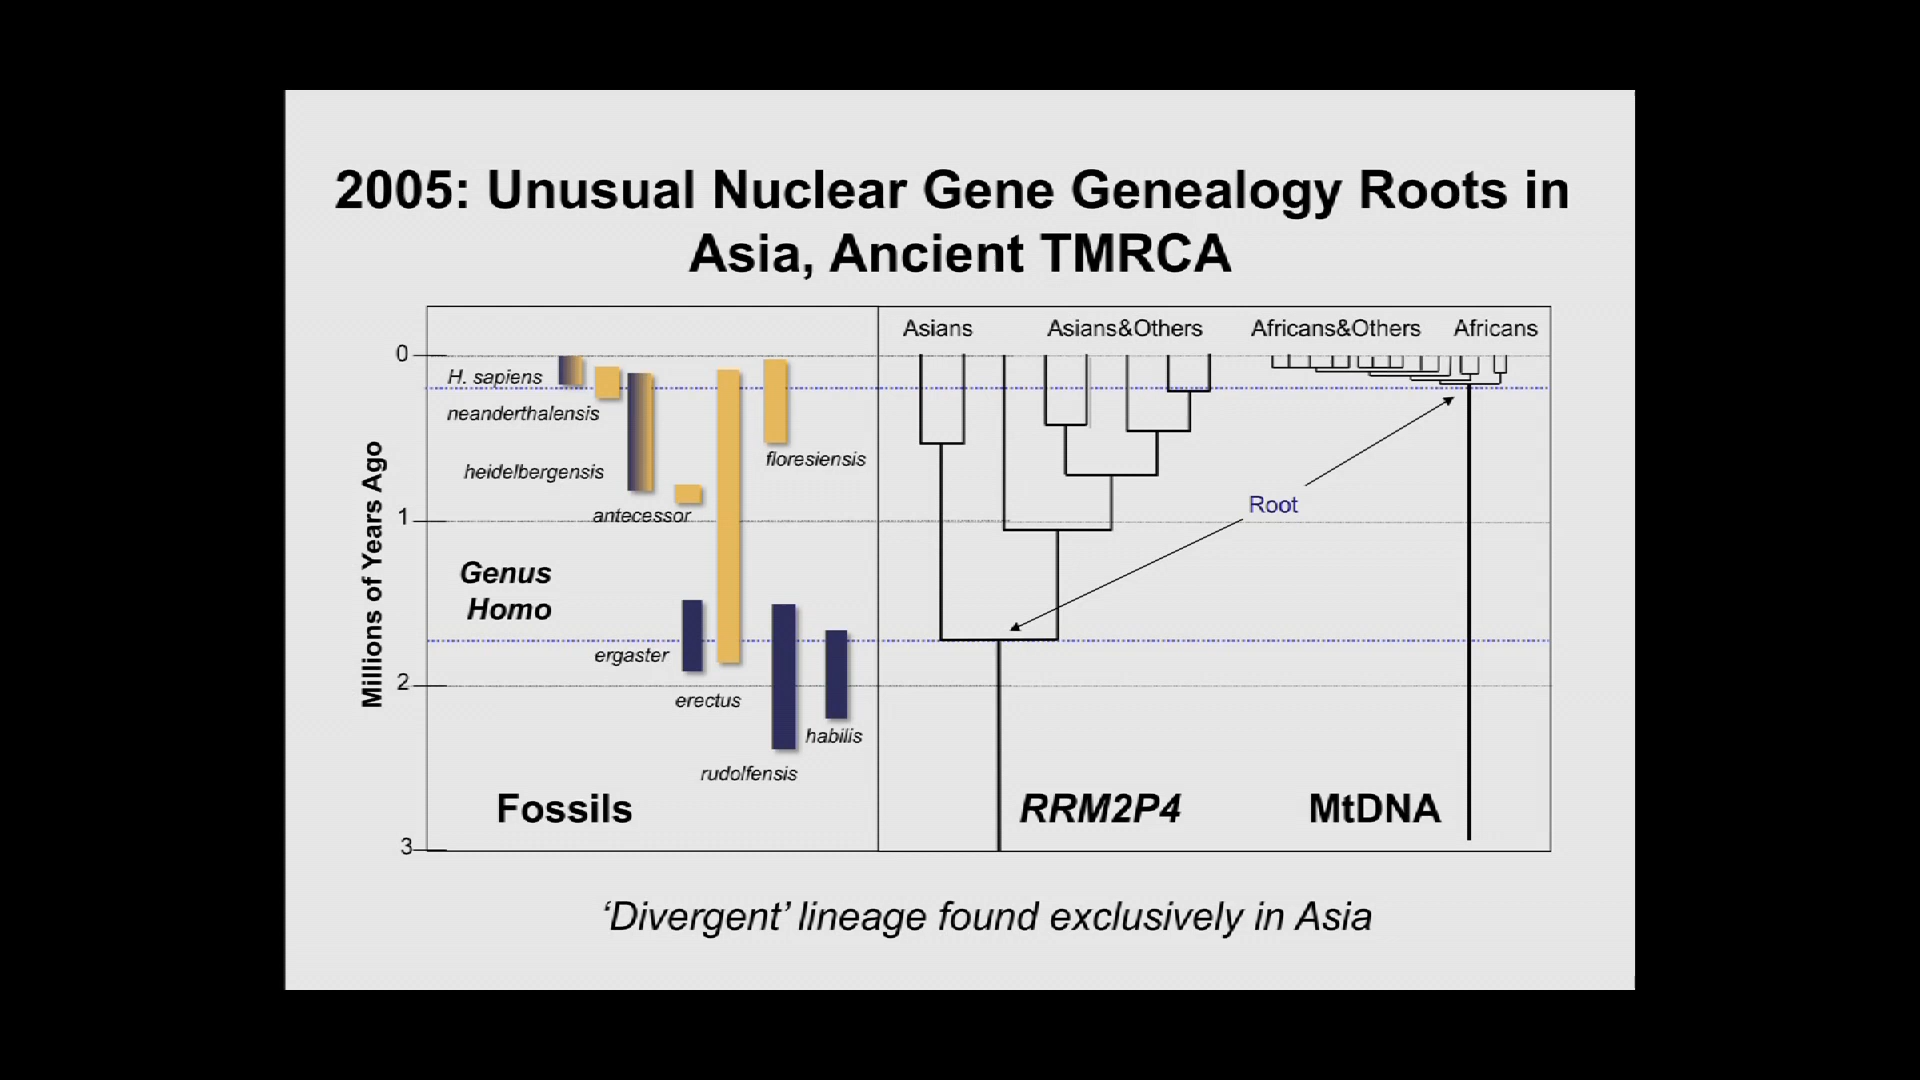 2005: Unusual Nuclear Gene Genealogy Roots in
Asia, Ancient TMRCA
Asians
Asians&Others
Africans&Others
Africans
0
H. sapiens
neanderthalensis
heidelbergensis
floresiensis
antecessor
Root
1
Millions of Years Ago
Genus
Homo
ergaster
2
erectus
habilis
rudolfensis
Fossils
RRM2P4
MtDNA
3
‘Divergent’ lineage found exclusively in Asia